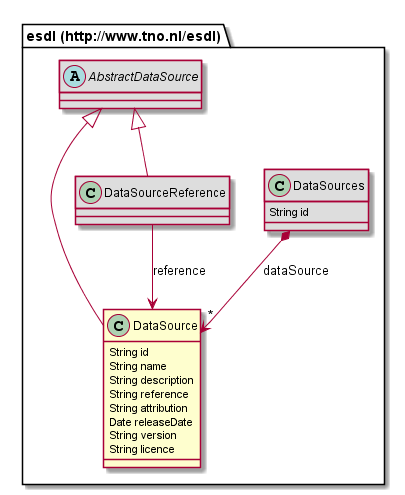 esdl (http://www.tno.nl/esdl)
A AbstractDataSource
C DataSourceReference
C DataSources
String id
reference
dataSource
*
C DataSource
String id
String name
String description
String reference
String attribution
Date releaseDate
String version
String licence